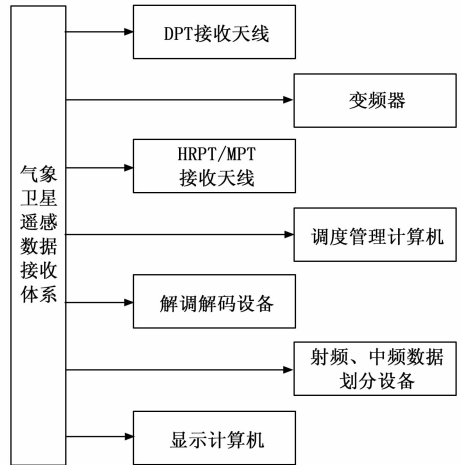 DPT接收天线
变频器
气象
卫星
遥感
数据
接收
体系
HRPT/MPT
接收天线
调度管理计算机
解调解码设备
射频、中频数据
划分设备
显示计算机